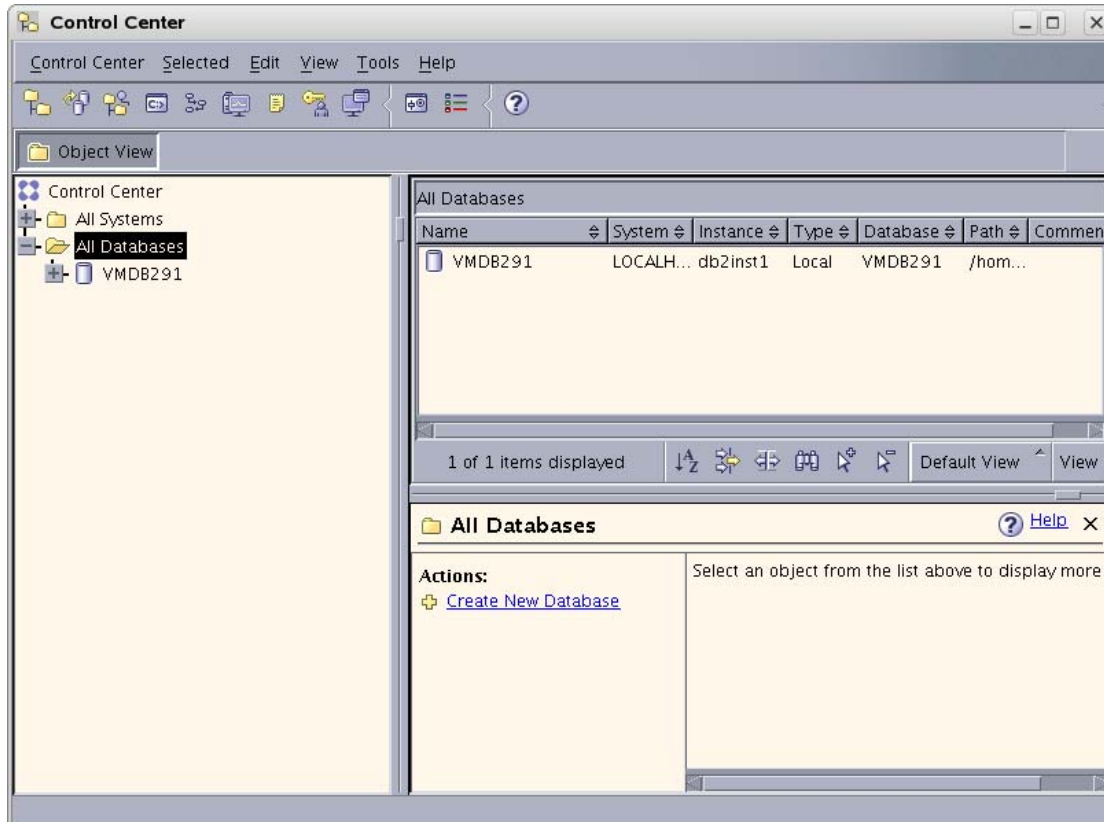 Control Center
Control Center Selected Edit View Tools Help
Object View
Control Center
All Systems
All Databases
VMDB291
All Databases
Name System Instance Type Database Path Commen
VMDB291 LOCALH... db2inst1 Local VMDB291 /hom...
1 of 1 items displayed Default View View
All Databases Help
Actions:
Create New Database
Select an object from the list above to display more